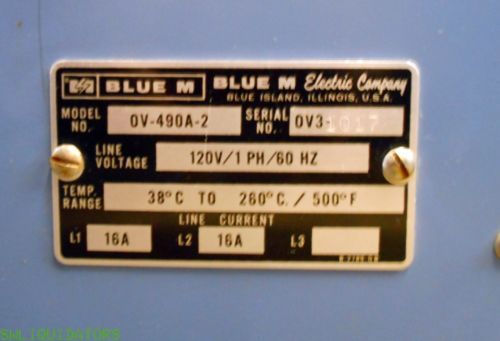 BLUE M BLUE M Electric Company
BLUE ISLAND, ILLINOIS, U.S.A.
MODEL NO. OV-490A-2 SERIAL NO. OV3 1017
LINE VOLTAGE 120V/1 PH/60 HZ
TEMP. RANGE 38°C TO 260°C. / 500°F
LINE CURRENT
L1 16A L2 16A L3
SWLIQUIDATORS